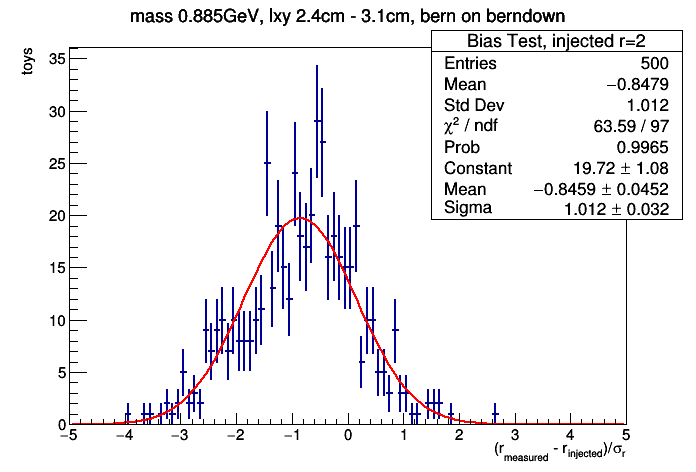 mass 0.885GeV, lxy 2.4cm - 3.1cm, bern on berndown
Bias Test, injected r=2
Entries 500
Mean −0.8479
Std Dev 1.012
χ² / ndf 63.59 / 97
Prob 0.9965
Constant 19.72 ± 1.08
Mean −0.8459 ± 0.0452
Sigma 1.012 ± 0.032
toys
35
30
25
20
15
10
5
0
−5 −4 −3 −2 −1 0 1 2 3 4 5
(r_measured - r_injected)/σ_r